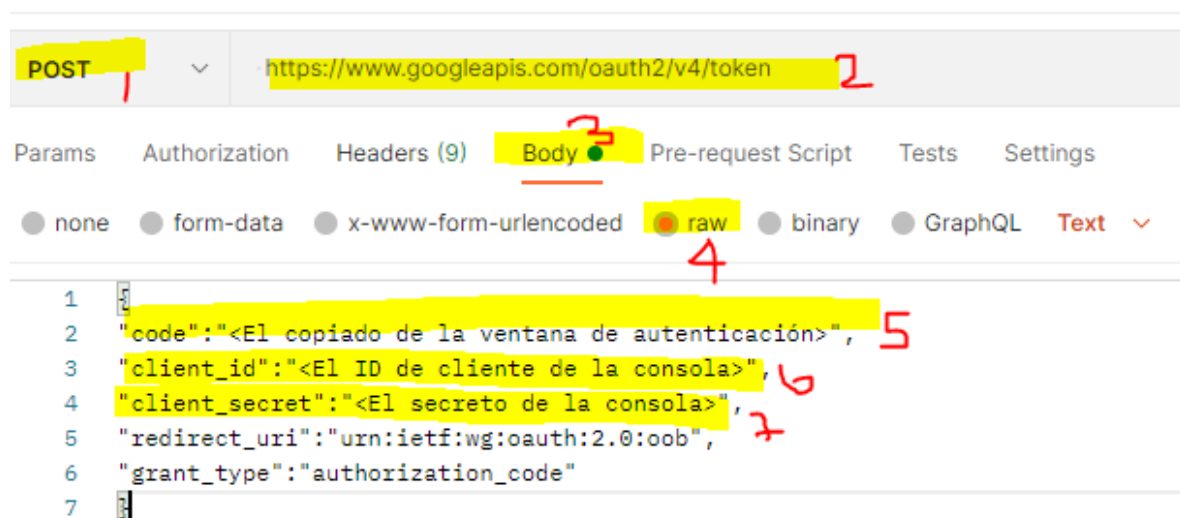 POST 1 https://www.googleapis.com/oauth2/v4/token 2
3
Params Authorization Headers (9) Body Pre-request Script Tests Settings
none form-data x-www-form-urlencoded raw binary GraphQL Text
4
1 {
2 "code":"<El copiado de la ventana de autenticación>", 5
3 "client_id":"<El ID de cliente de la consola>", 6
4 "client_secret":"<El secreto de la consola>", 7
5 "redirect_uri":"urn:ietf:wg:oauth:2.0:oob",
6 "grant_type":"authorization_code"
7 }